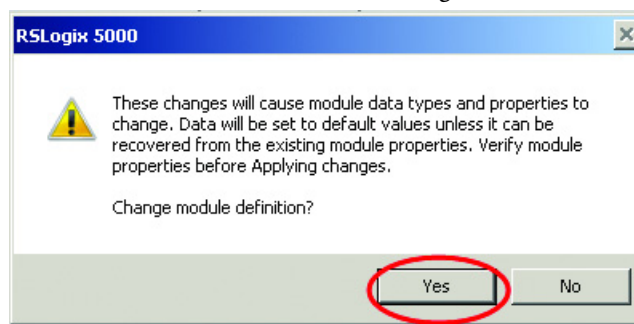 RSLogix 5000
These changes will cause module data types and properties to
change. Data will be set to default values unless it can be
recovered from the existing module properties. Verify module
properties before Applying changes.
Change module definition?
Yes
No